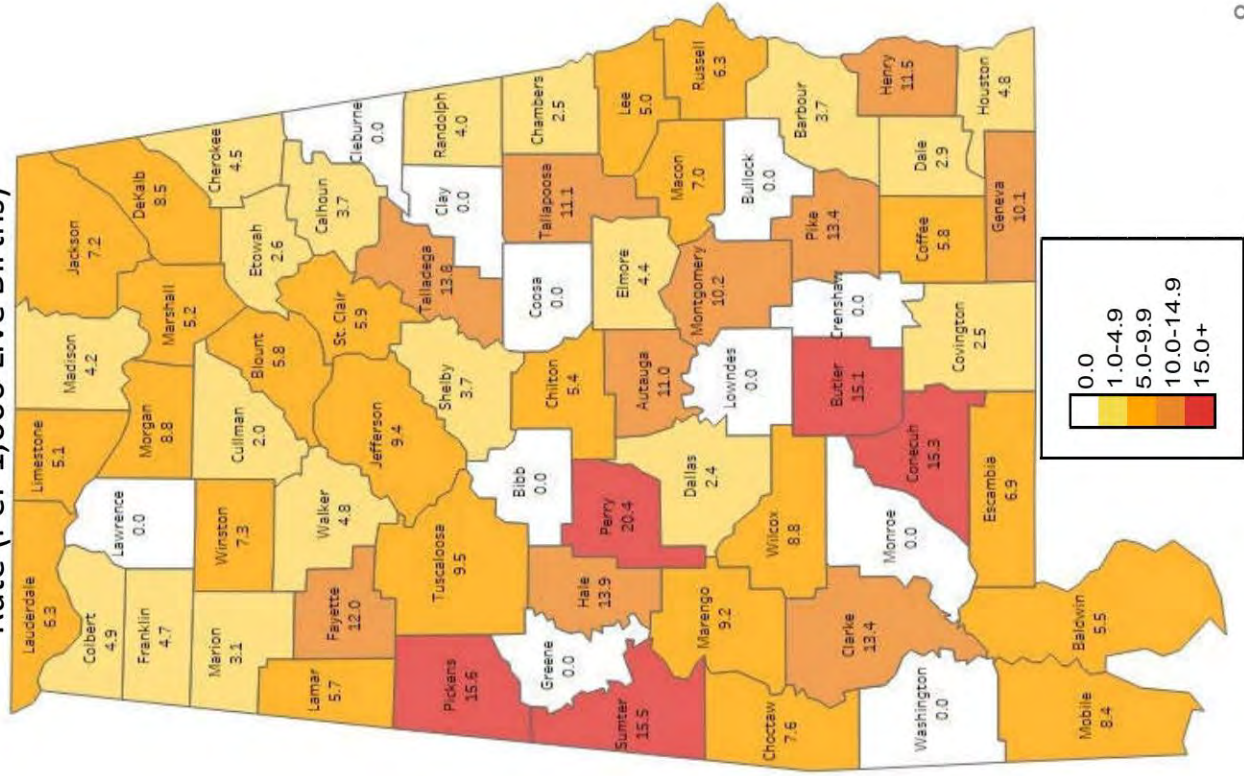 Rate (Per 1,000 Live Births)
Lauderdale
6.3
Limestone
5.1
Madison
4.2
Jackson
7.2
Colbert
4.9
Lawrence
0.0
Morgan
8.8
Marshall
5.2
DeKalb
8.5
Franklin
4.7
Marion
3.1
Winston
7.3
Cullman
2.0
Blount
5.8
Etowah
2.6
Cherokee
4.5
Lamar
5.7
Fayette
12.0
Walker
4.8
Jefferson
9.4
St. Clair
5.9
Calhoun
3.7
Cleburne
0.0
Pickens
15.6
Tuscaloosa
9.5
Shelby
3.7
Talladega
13.8
Clay
0.0
Randolph
4.0
Greene
0.0
Hale
13.9
Bibb
0.0
Chilton
5.4
Coosa
0.0
Tallapoosa
11.1
Chambers
2.5
Sumter
15.5
Perry
20.4
Autauga
11.0
Elmore
4.4
Lee
5.0
Marengo
9.2
Dallas
2.4
Lowndes
0.0
Montgomery
10.2
Macon
7.0
Russell
6.3
Choctaw
7.6
Wilcox
8.8
Butler
15.1
Crenshaw
0.0
Pike
13.4
Bullock
0.0
Barbour
3.7
Washington
0.0
Clarke
13.4
Monroe
0.0
Conecuh
15.3
Covington
2.5
Coffee
5.8
Dale
2.9
Henry
11.5
Mobile
8.4
Baldwin
5.5
Escambia
6.9
Geneva
10.1
Houston
4.8
0.0
1.0-4.9
5.0-9.9
10.0-14.9
15.0+